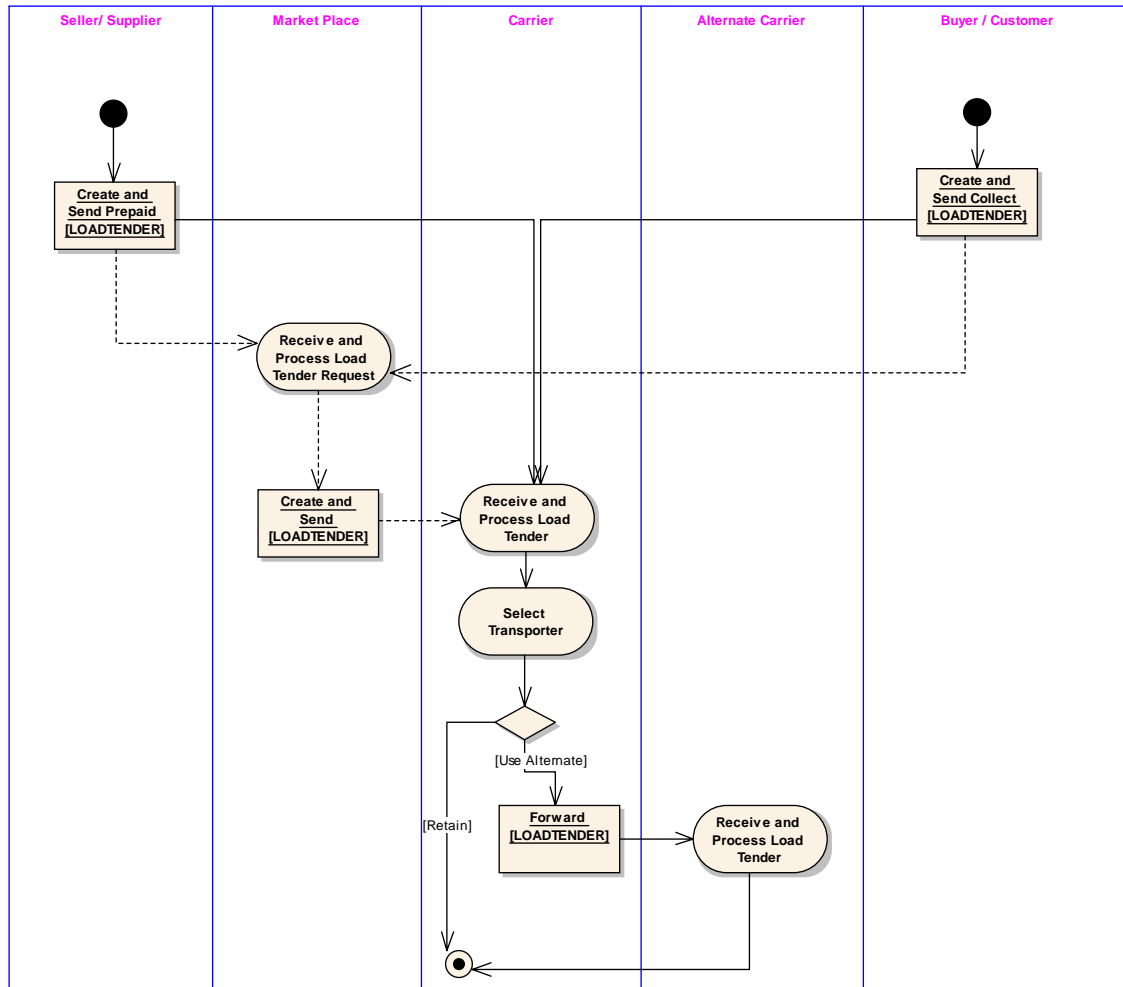 Seller/ Supplier
Market Place
Carrier
Alternate Carrier
Buyer / Customer
Create and
Send Prepaid
[LOADTENDER]
Create and
Send Collect
[LOADTENDER]
Receive and
Process Load
Tender Request
Create and
Send
[LOADTENDER]
Receive and
Process Load
Tender
Select
Transporter
[Use Alternate]
[Retain]
Forward
[LOADTENDER]
Receive and
Process Load
Tender